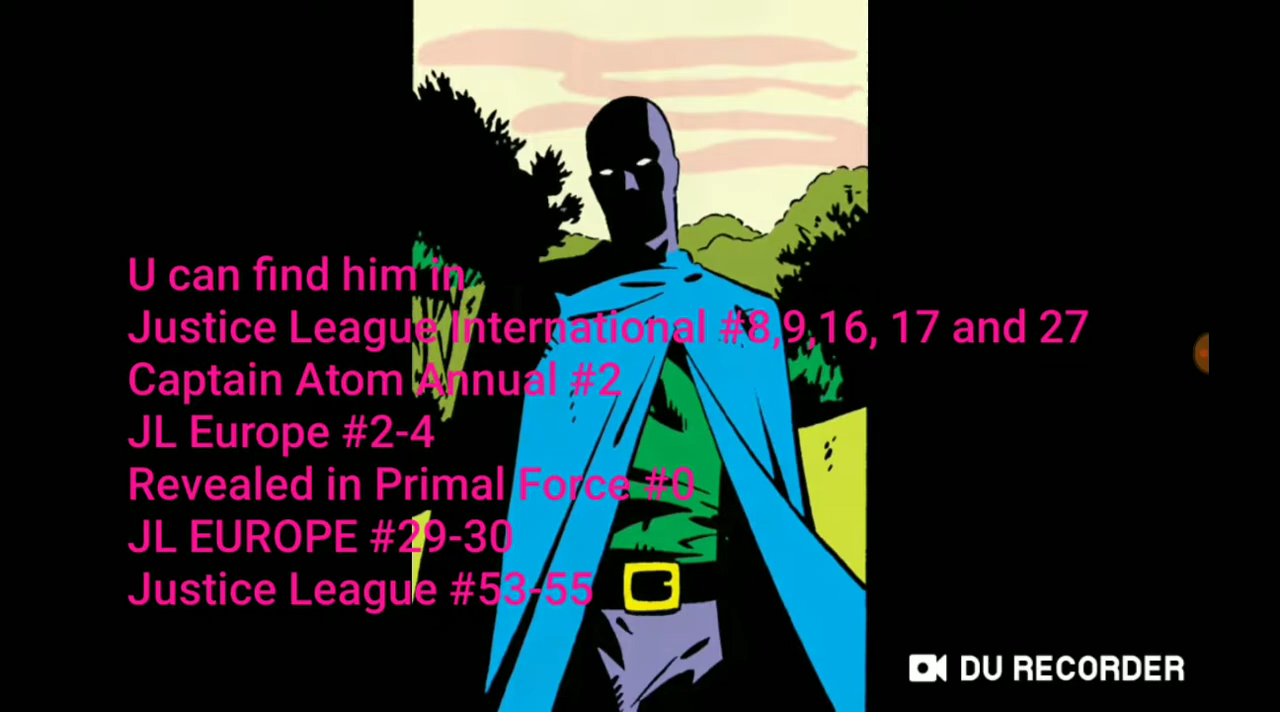 U can find him in
Justice League International #8,9,16, 17 and 27
Captain Atom Annual #2
JL Europe #2-4
Revealed in Primal Force #0
JL EUROPE #29-30
Justice League #53-55
DU RECORDER